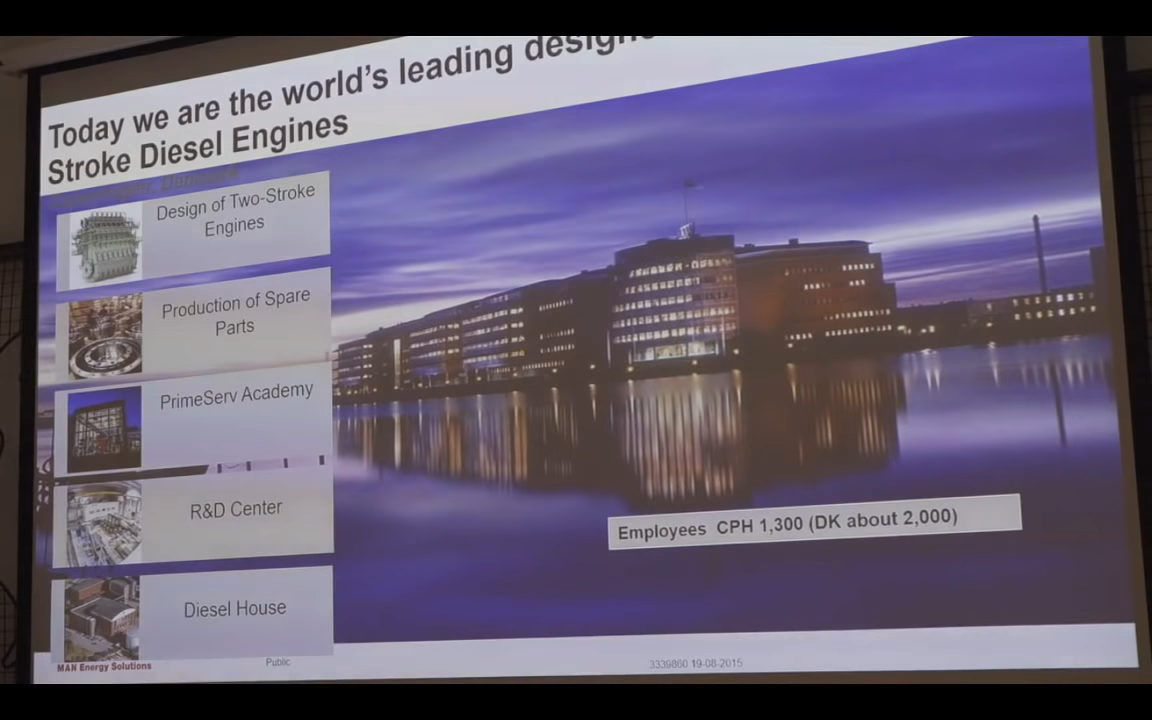 Today we are the world's leading
Stroke Diesel Engines
Design of Two-Stroke
Engines
Production of Spare
Parts
PrimeServ Academy
R&D Center
Diesel House
Employees CPH 1,300 (DK about 2,000)
MAN Energy Solutions
Public
3339860 19-08-2015